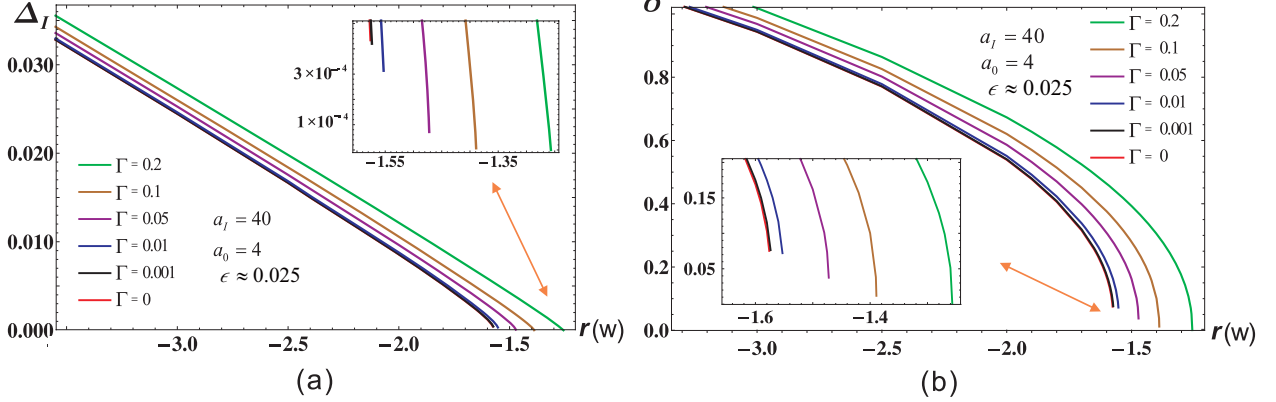 Δ_I
0.030
0.020
0.010
0.000
3×10⁻⁴
1×10⁻⁴
−1.55
−1.35
Γ = 0.2
Γ = 0.1
Γ = 0.05
Γ = 0.01
Γ = 0.001
Γ = 0
a_I = 40
a_0 = 4
ϵ ≈ 0.025
−3.0
−2.5
−2.0
−1.5
r(w)
(a)
0.8
0.6
0.4
0.2
0.0
a_I = 40
a_0 = 4
ϵ ≈ 0.025
Γ = 0.2
Γ = 0.1
Γ = 0.05
Γ = 0.01
Γ = 0.001
Γ = 0
0.15
0.05
−1.6
−1.4
−3.0
−2.5
−2.0
−1.5
r(w)
(b)